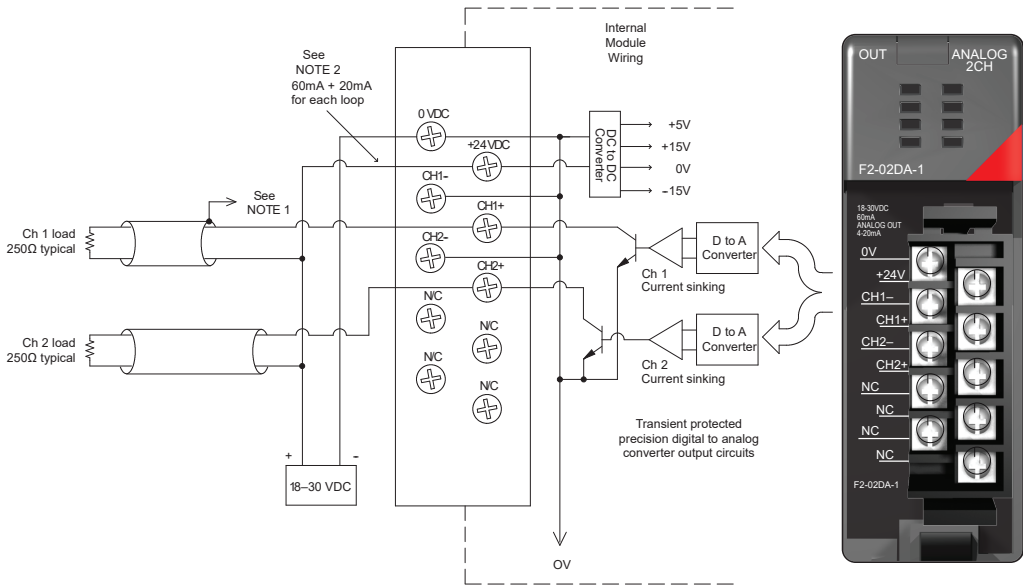 Internal
Module
Wiring
See
NOTE 2
60mA + 20mA
for each loop
0 VDC
+24VDC
CH1-
CH1+
CH2-
CH2+
N/C
N/C
N/C
N/C
DC to DC
Converter
+5V
+15V
0V
-15V
See
NOTE 1
Ch 1 load
250Ω typical
Ch 2 load
250Ω typical
D to A
Converter
Ch 1
Current sinking
D to A
Converter
Ch 2
Current sinking
Transient protected
precision digital to analog
converter output circuits
+
-
18–30 VDC
OV
OUT
ANALOG
2CH
F2-02DA-1
18-30VDC
60mA
ANALOG OUT
4-20mA
0V
+24V
CH1–
CH1+
CH2–
CH2+
NC
NC
NC
NC
F2-02DA-1